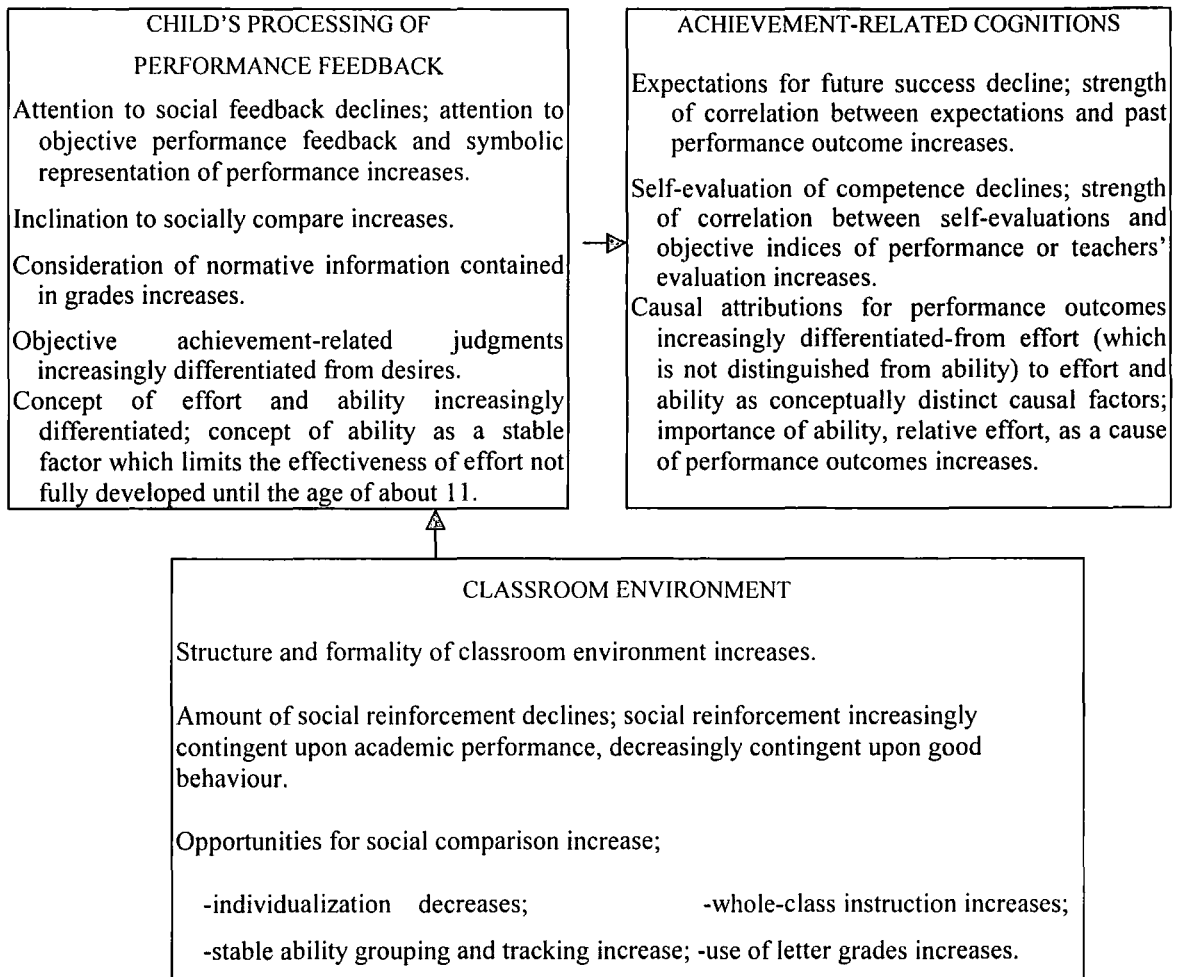 CHILD'S PROCESSING OF
PERFORMANCE FEEDBACK
Attention to social feedback declines; attention to
objective performance feedback and symbolic
representation of performance increases.
Inclination to socially compare increases.
Consideration of normative information contained
in grades increases.
Objective achievement-related judgments
increasingly differentiated from desires.
Concept of effort and ability increasingly
differentiated; concept of ability as a stable
factor which limits the effectiveness of effort not
fully developed until the age of about 11.
ACHIEVEMENT-RELATED COGNITIONS
Expectations for future success decline; strength
of correlation between expectations and past
performance outcome increases.
Self-evaluation of competence declines; strength
of correlation between self-evaluations and
objective indices of performance or teachers'
evaluation increases.
Causal attributions for performance outcomes
increasingly differentiated-from effort (which
is not distinguished from ability) to effort and
ability as conceptually distinct causal factors;
importance of ability, relative effort, as a cause
of performance outcomes increases.
CLASSROOM ENVIRONMENT
Structure and formality of classroom environment increases.
Amount of social reinforcement declines; social reinforcement increasingly
contingent upon academic performance, decreasingly contingent upon good
behaviour.
Opportunities for social comparison increase;
-individualization decreases; -whole-class instruction increases;
-stable ability grouping and tracking increase; -use of letter grades increases.